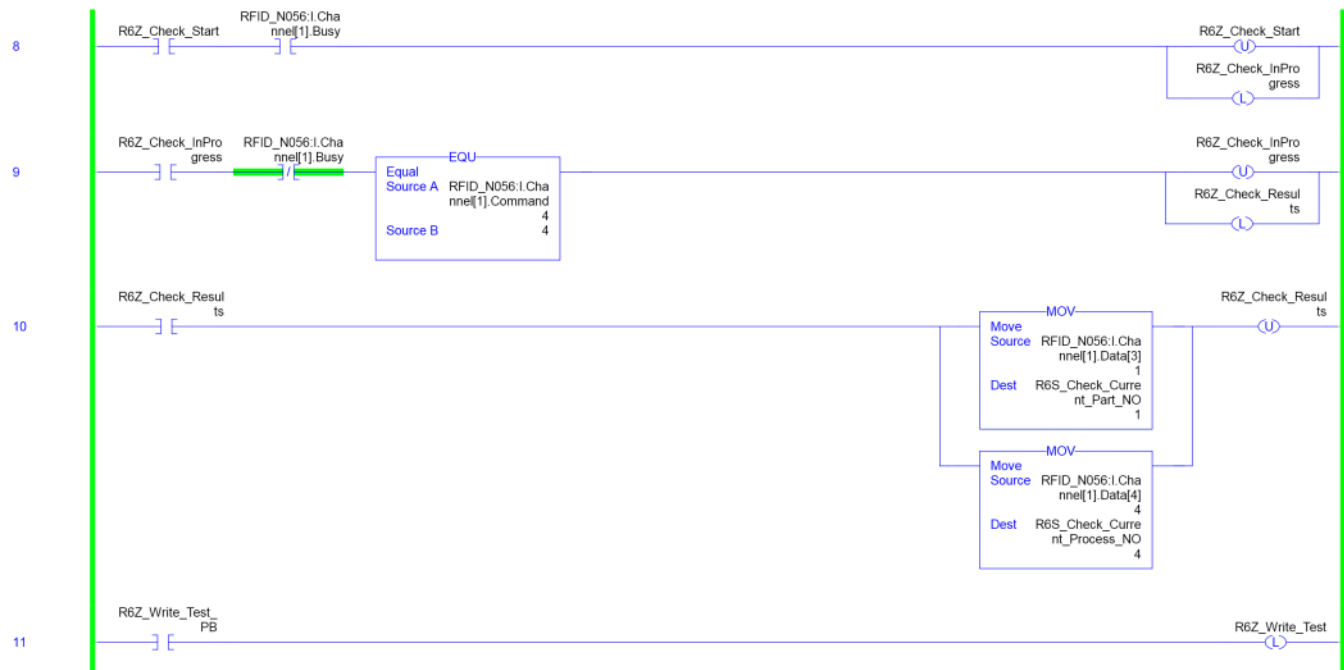 8
R6Z_Check_Start
RFID_N056:I.Cha
nnel[1].Busy
R6Z_Check_Start
U
R6Z_Check_InPro
gress
L
9
R6Z_Check_InPro
gress
RFID_N056:I.Cha
nnel[1].Busy
/
EQU
Equal
Source A RFID_N056:I.Cha
nnel[1].Command
4
Source B 4
R6Z_Check_InPro
gress
U
R6Z_Check_Resul
ts
L
10
R6Z_Check_Resul
ts
MOV
Move
Source RFID_N056:I.Cha
nnel[1].Data[3]
1
Dest R6S_Check_Curre
nt_Part_NO
1
R6Z_Check_Resul
ts
U
MOV
Move
Source RFID_N056:I.Cha
nnel[1].Data[4]
4
Dest R6S_Check_Curre
nt_Process_NO
4
11
R6Z_Write_Test_
PB
R6Z_Write_Test
L